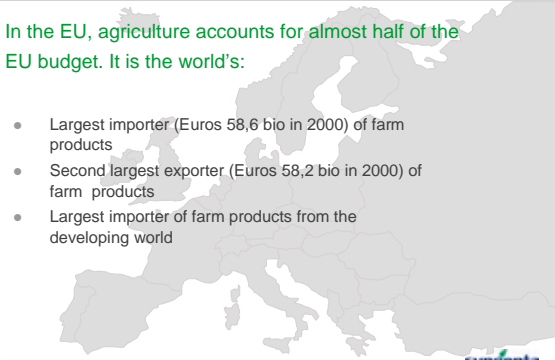 In the EU, agriculture accounts for almost half of the
EU budget. It is the world's:
● Largest importer (Euros 58,6 bio in 2000) of farm
products
● Second largest exporter (Euros 58,2 bio in 2000) of
farm products
● Largest importer of farm products from the
developing world